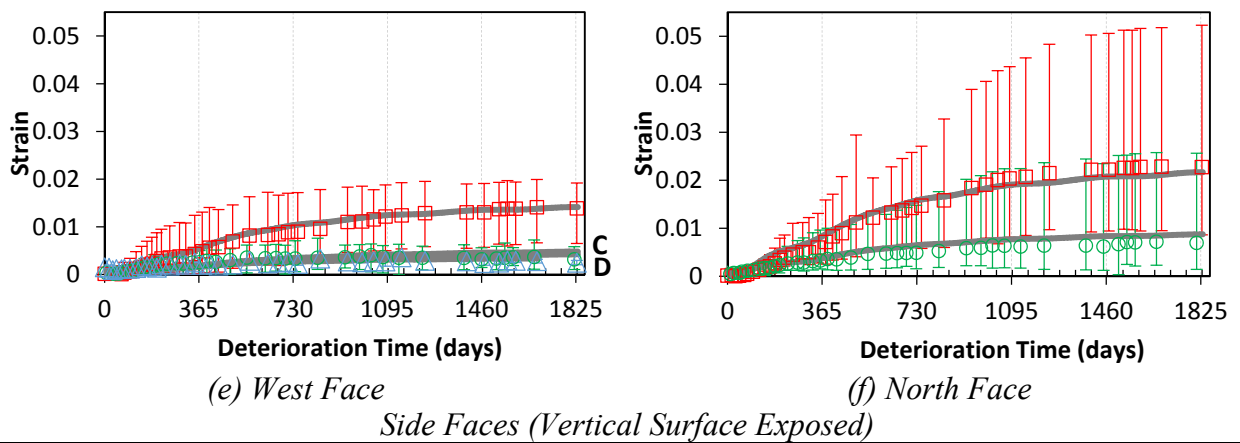 0.05
0.04
0.03
0.02
0.01
0
Strain
0 365 730 1095 1460 1825
Deterioration Time (days)
C
D
(e) West Face
0.05
0.04
0.03
0.02
0.01
0
Strain
0 365 730 1095 1460 1825
Deterioration Time (days)
(f) North Face
Side Faces (Vertical Surface Exposed)